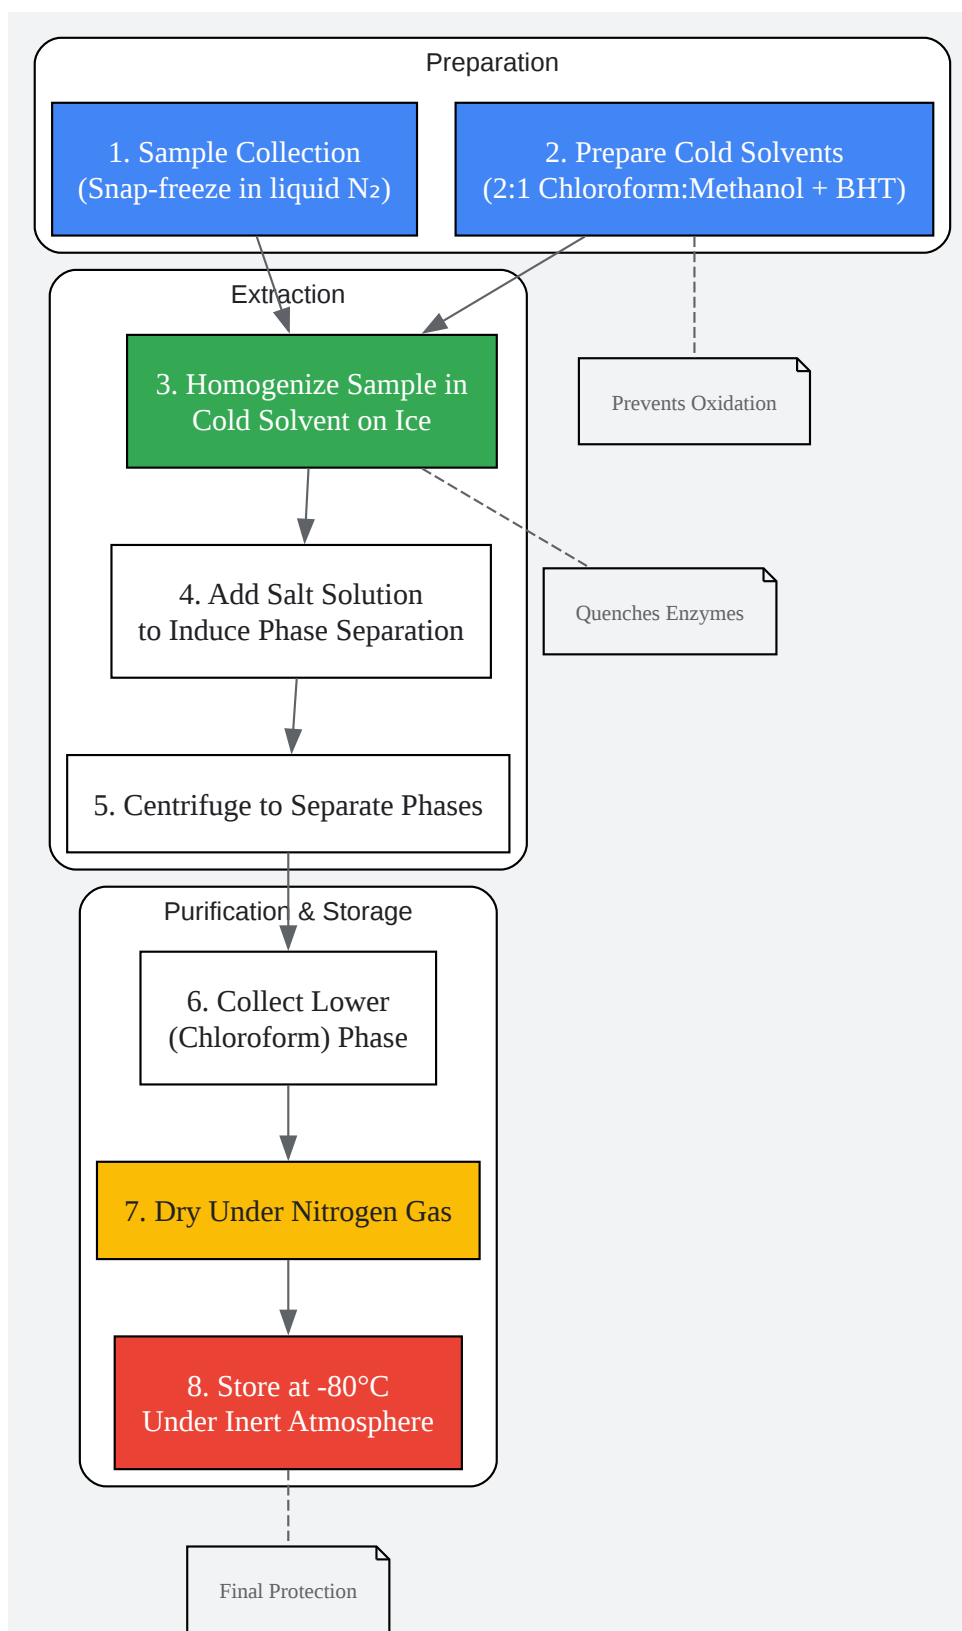 Preparation
1. Sample Collection
(Snap-freeze in liquid N₂)
2. Prepare Cold Solvents
(2:1 Chloroform:Methanol + BHT)
Extraction
3. Homogenize Sample in
Cold Solvent on Ice
Prevents Oxidation
4. Add Salt Solution
to Induce Phase Separation
Quenches Enzymes
5. Centrifuge to Separate Phases
Purification & Storage
6. Collect Lower
(Chloroform) Phase
7. Dry Under Nitrogen Gas
8. Store at -80°C
Under Inert Atmosphere
Final Protection